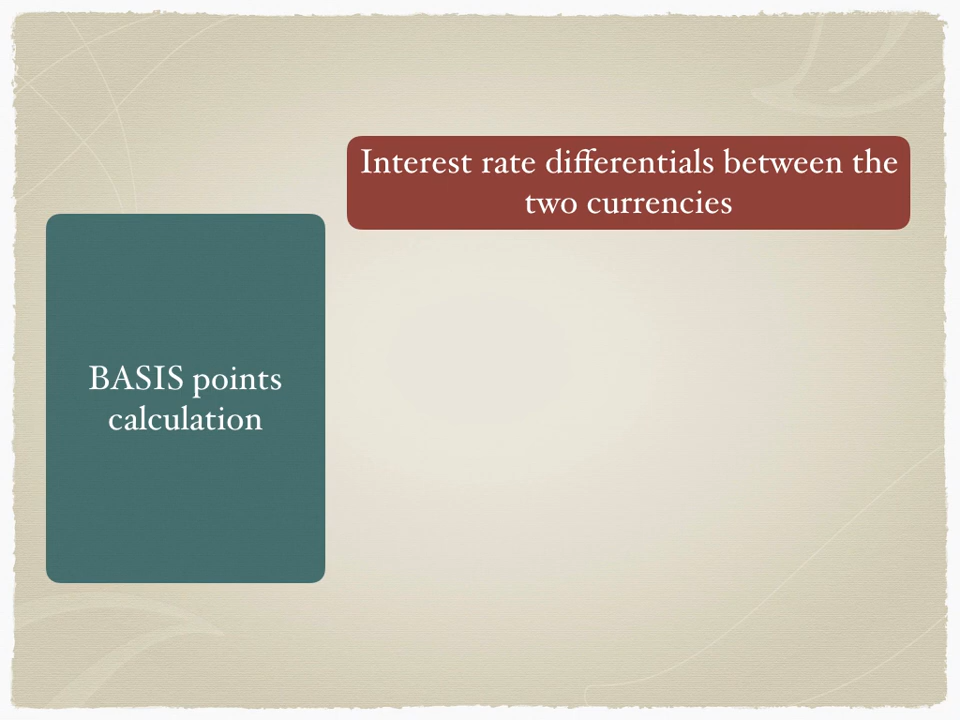 Interest rate differentials between the
two currencies
BASIS points
calculation